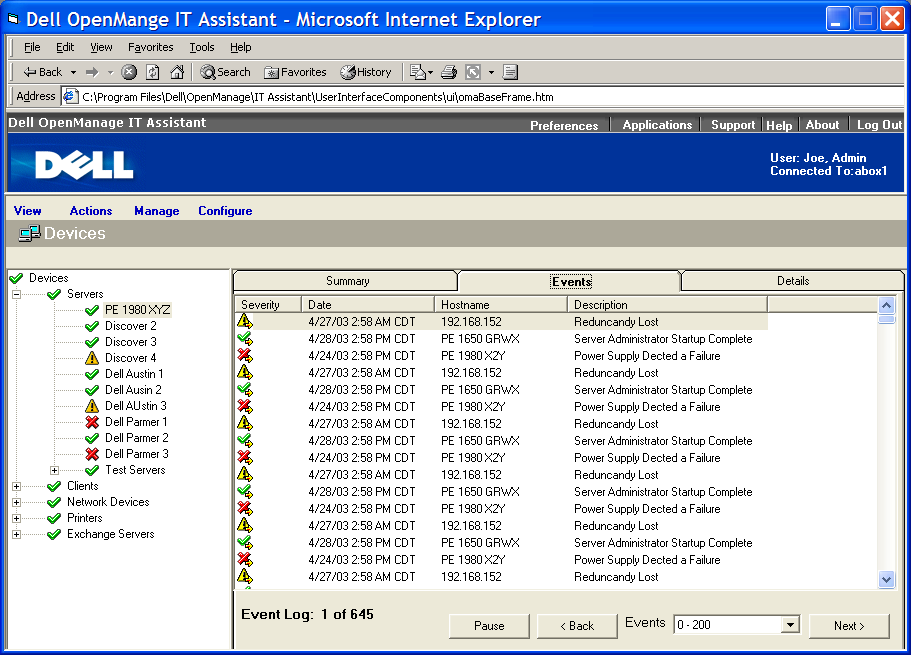 Dell OpenMange IT Assistant - Microsoft Internet Explorer
File Edit View Favorites Tools Help
Back Search Favorites History
Address C:\Program Files\Dell\OpenManage\IT Assistant\UserInterfaceComponents\ui\omaBaseFrame.htm
Dell OpenManage IT Assistant Preferences Applications Support Help About Log Out
DELL
User: Joe, Admin
Connected To:abox1
View Actions Manage Configure
Devices
Devices
Servers
PE 1980 XYZ
Discover 2
Discover 3
Discover 4
Dell Austin 1
Dell Ausin 2
Dell AUstin 3
Dell Parmer 1
Dell Parmer 2
Dell Parmer 3
Test Servers
Clients
Network Devices
Printers
Exchange Servers
Summary Events Details
Severity Date Hostname Description
4/27/03 2:58 AM CDT 192.168.152 Reduncandy Lost
4/28/03 2:58 PM CDT PE 1650 GRWX Server Administrator Startup Complete
4/24/03 2:58 PM CDT PE 1980 X2Y Power Supply Dected a Failure
4/27/03 2:58 AM CDT 192.168.152 Reduncandy Lost
4/28/03 2:58 PM CDT PE 1650 GRWX Server Administrator Startup Complete
4/24/03 2:58 PM CDT PE 1980 X2Y Power Supply Dected a Failure
4/27/03 2:58 AM CDT 192.168.152 Reduncandy Lost
4/28/03 2:58 PM CDT PE 1650 GRWX Server Administrator Startup Complete
4/24/03 2:58 PM CDT PE 1980 X2Y Power Supply Dected a Failure
4/27/03 2:58 AM CDT 192.168.152 Reduncandy Lost
4/28/03 2:58 PM CDT PE 1650 GRWX Server Administrator Startup Complete
4/24/03 2:58 PM CDT PE 1980 X2Y Power Supply Dected a Failure
4/27/03 2:58 AM CDT 192.168.152 Reduncandy Lost
4/28/03 2:58 PM CDT PE 1650 GRWX Server Administrator Startup Complete
4/24/03 2:58 PM CDT PE 1980 X2Y Power Supply Dected a Failure
4/27/03 2:58 AM CDT 192.168.152 Reduncandy Lost
Event Log: 1 of 645
Pause < Back Events 0 - 200 Next >